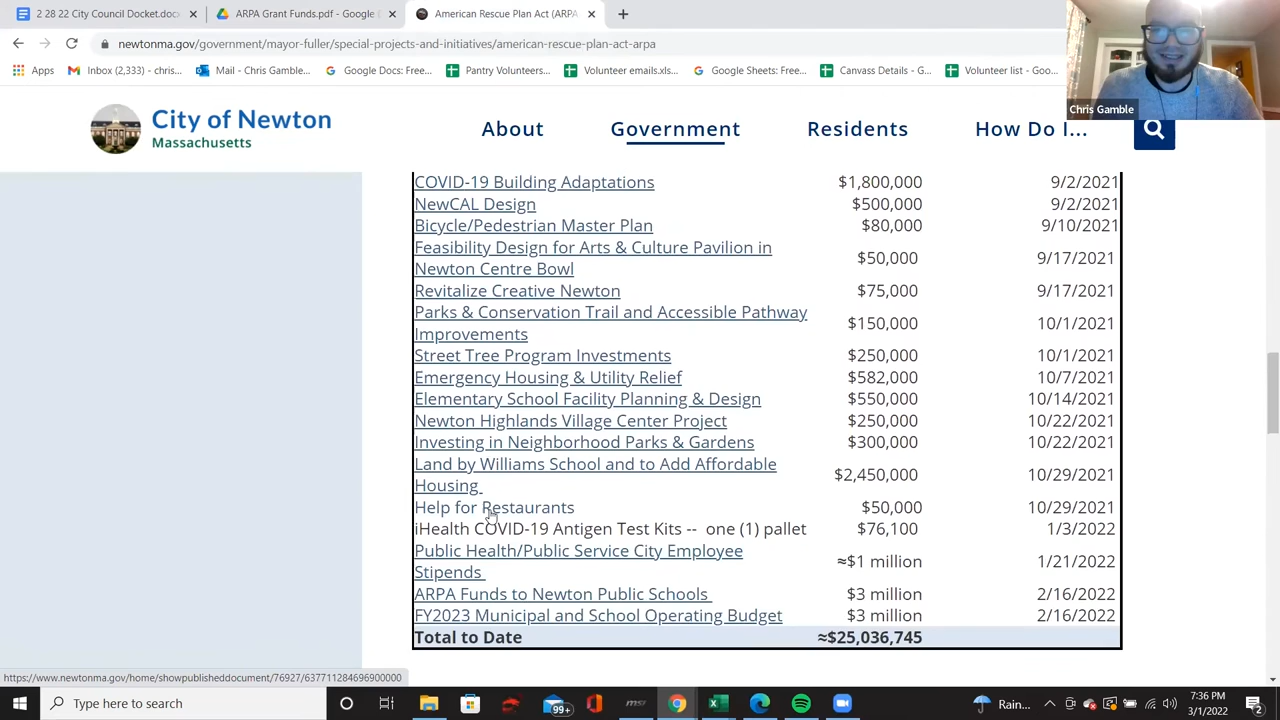 2 28 22 City Council Docket.docx
ARPA Grant Funds.pdf - Google
American Rescue Plan Act (ARPA
newtonma.gov/government/mayor-fuller/special-projects-and-initiatives/american-rescue-plan-act-arpa
Apps
Inbox (2,333) - chris...
Mail - Chris Gamble...
Google Docs: Free...
Pantry Volunteers...
Volunteer emails.xls...
Google Sheets: Free...
Canvass Details - G...
Volunteer list - Goo...
Chris Gamble
City of Newton
Massachusetts
About
Government
Residents
How Do I...
COVID-19 Building Adaptations $1,800,000 9/2/2021
NewCAL Design $500,000 9/2/2021
Bicycle/Pedestrian Master Plan $80,000 9/10/2021
Feasibility Design for Arts & Culture Pavilion in
Newton Centre Bowl $50,000 9/17/2021
Revitalize Creative Newton $75,000 9/17/2021
Parks & Conservation Trail and Accessible Pathway
Improvements $150,000 10/1/2021
Street Tree Program Investments $250,000 10/1/2021
Emergency Housing & Utility Relief $582,000 10/7/2021
Elementary School Facility Planning & Design $550,000 10/14/2021
Newton Highlands Village Center Project $250,000 10/22/2021
Investing in Neighborhood Parks & Gardens $300,000 10/22/2021
Land by Williams School and to Add Affordable
Housing $2,450,000 10/29/2021
Help for Restaurants $50,000 10/29/2021
iHealth COVID-19 Antigen Test Kits -- one (1) pallet $76,100 1/3/2022
Public Health/Public Service City Employee
Stipends ≈$1 million 1/21/2022
ARPA Funds to Newton Public Schools $3 million 2/16/2022
FY2023 Municipal and School Operating Budget $3 million 2/16/2022
Total to Date ≈$25,036,745
https://www.newtonma.gov/home/showpublisheddocument/76927/637711284696900000
Type here to search
msi
99+
Rain...
7:36 PM
3/1/2022
2